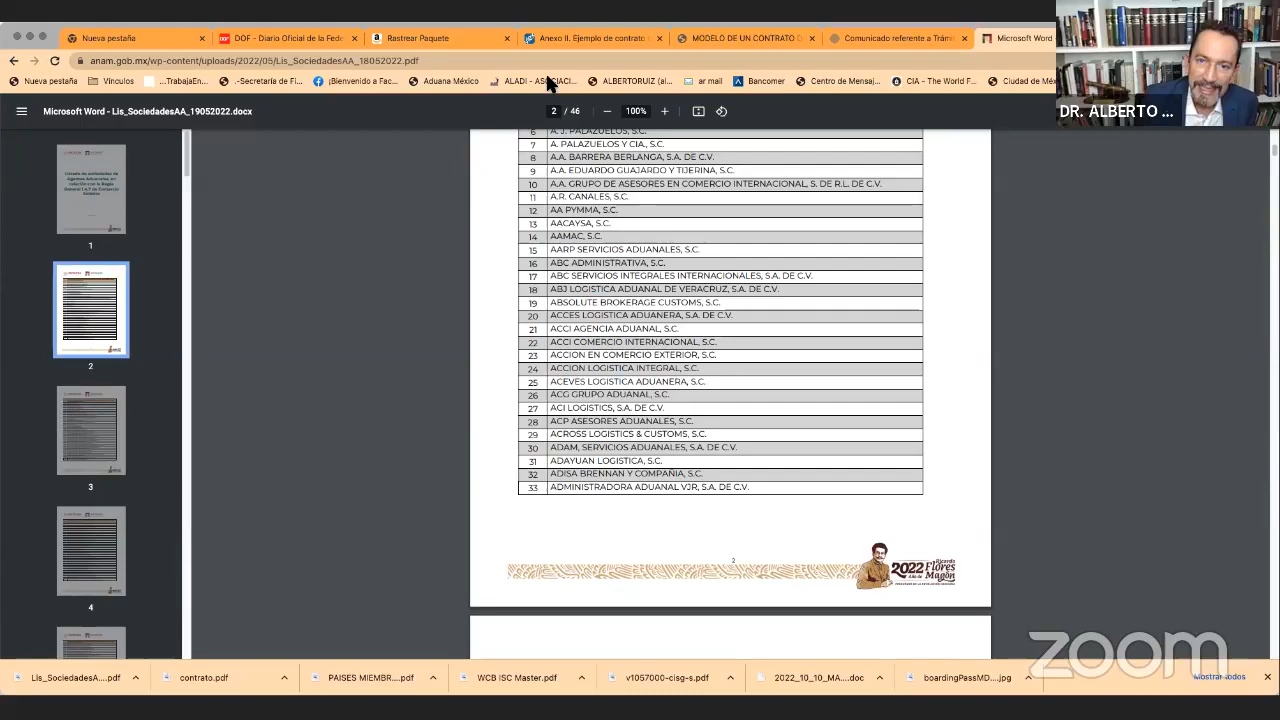 Nueva pestaña
DOF - Diario Oficial de la Fede
Rastrear Paquete
Anexo II. Ejemplo de contrato
MODELO DE UN CONTRATO D
Comunicado referente a Trámit
Microsoft Word -
anam.gob.mx/wp-content/uploads/2022/05/Lis_SociedadesAA_18052022.pdf
Nueva pestaña
Vínculos
...TrabajaEn...
-Secretaría de Fi...
¡Bienvenido a Fac...
Aduana México
ALADI - ASOCIACI...
ALBERTORUIZ (al...
ar mail
Bancomer
Centro de Mensaj...
CIA - The World F...
Ciudad de Méx
DR. ALBERTO ...
Microsoft Word - Lis_SociedadesAA_19052022.docx
2 / 46
100%
1
2
3
4
6 A. J. PALAZUELOS, S.C.
7 A. PALAZUELOS Y CIA., S.C.
8 A.A. BARRERA BERLANGA, S.A. DE C.V.
9 A.A. EDUARDO GUAJARDO Y TIJERINA, S.C.
10 A.A. GRUPO DE ASESORES EN COMERCIO INTERNACIONAL, S. DE R.L. DE C.V.
11 A.R. CANALES, S.C.
12 AA PYMMA, S.C.
13 AACAYSA, S.C.
14 AAMAC, S.C.
15 AARP SERVICIOS ADUANALES, S.C.
16 ABC ADMINISTRATIVA, S.C.
17 ABC SERVICIOS INTEGRALES INTERNACIONALES, S.A. DE C.V.
18 ABJ LOGISTICA ADUANAL DE VERACRUZ, S.A. DE C.V.
19 ABSOLUTE BROKERAGE CUSTOMS, S.C.
20 ACCES LOGISTICA ADUANERA, S.A. DE C.V.
21 ACCI AGENCIA ADUANAL, S.C.
22 ACCI COMERCIO INTERNACIONAL, S.C.
23 ACCION EN COMERCIO EXTERIOR, S.C.
24 ACCION LOGISTICA INTEGRAL, S.C.
25 ACEVES LOGISTICA ADUANERA, S.C.
26 ACG GRUPO ADUANAL, S.C.
27 ACI LOGISTICS, S.A. DE C.V.
28 ACP ASESORES ADUANALES, S.C.
29 ACROSS LOGISTICS & CUSTOMS, S.C.
30 ADAM, SERVICIOS ADUANALES, S.A. DE C.V.
31 ADAYUAN LOGISTICA, S.C.
32 ADISA BRENNAN Y COMPAÑIA, S.C.
33 ADMINISTRADORA ADUANAL VJR, S.A. DE C.V.
2
2022 Ricardo
Año de Flores
Magón
zoom
Lis_SociedadesA....pdf
contrato.pdf
PAISES MIEMBR....pdf
WCB ISC Master.pdf
v1057000-cisg-s.pdf
2022_10_10_MA....doc
boardingPassMD....jpg
Mostrar todos